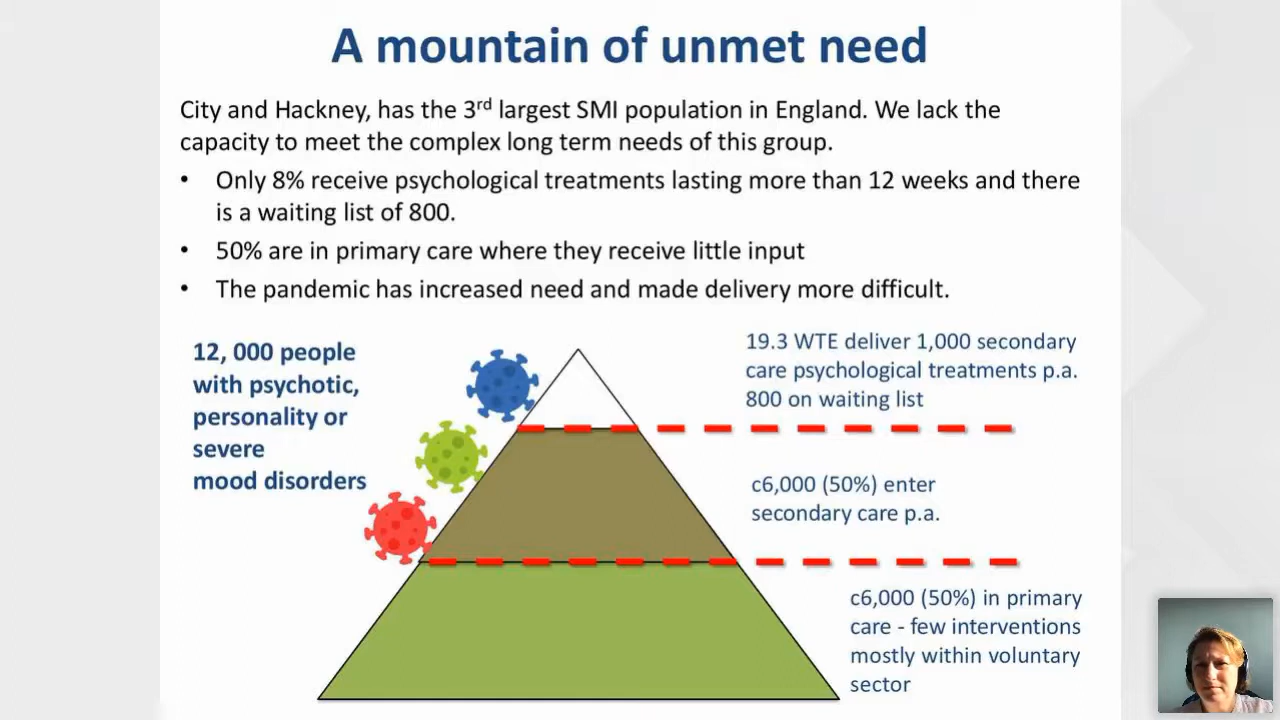 A mountain of unmet need
City and Hackney, has the 3rd largest SMI population in England. We lack the
capacity to meet the complex long term needs of this group.
• Only 8% receive psychological treatments lasting more than 12 weeks and there
is a waiting list of 800.
• 50% are in primary care where they receive little input
• The pandemic has increased need and made delivery more difficult.
12, 000 people
with psychotic,
personality or
severe
mood disorders
19.3 WTE deliver 1,000 secondary
care psychological treatments p.a.
800 on waiting list
c6,000 (50%) enter
secondary care p.a.
c6,000 (50%) in primary
care - few interventions
mostly within voluntary
sector